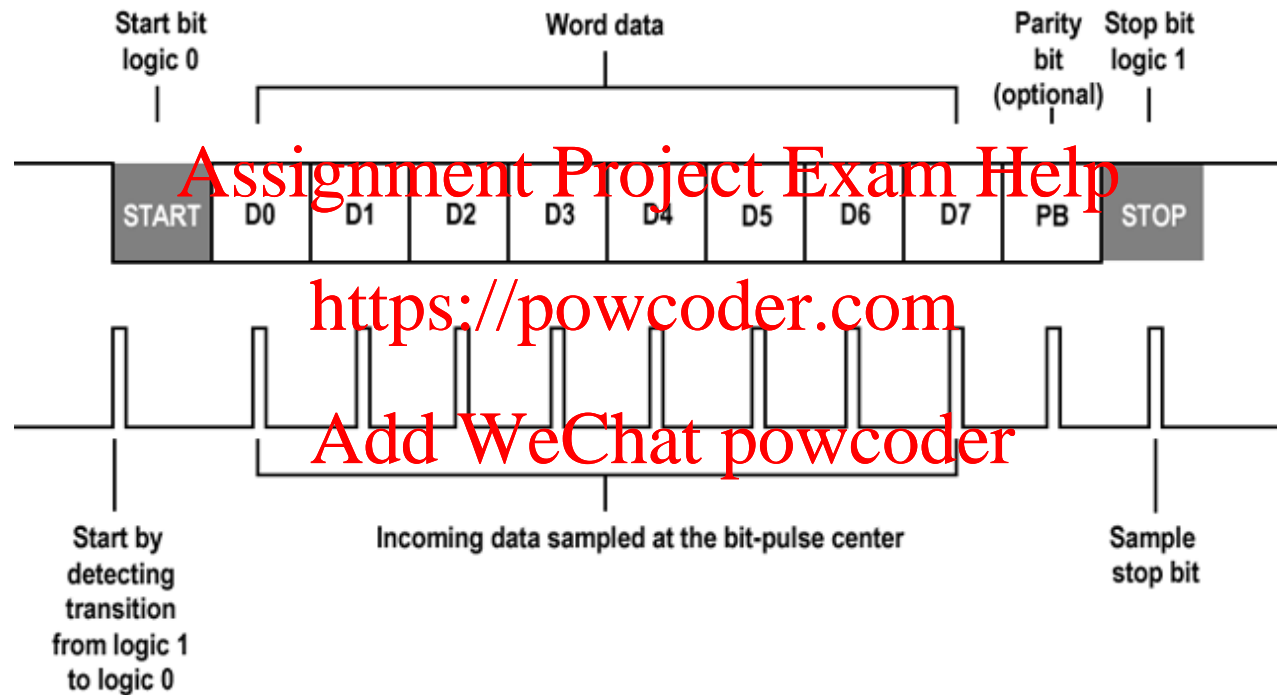 Start bit
logic 0
Word data
Parity
bit
(optional)
Stop bit
logic 1
Assignment Project Exam Help
START D0 D1 D2 D3 D4 D5 D6 D7 PB STOP
https://powcoder.com
Add WeChat powcoder
Start by
detecting
transition
from logic 1
to logic 0
Incoming data sampled at the bit-pulse center
Sample
stop bit